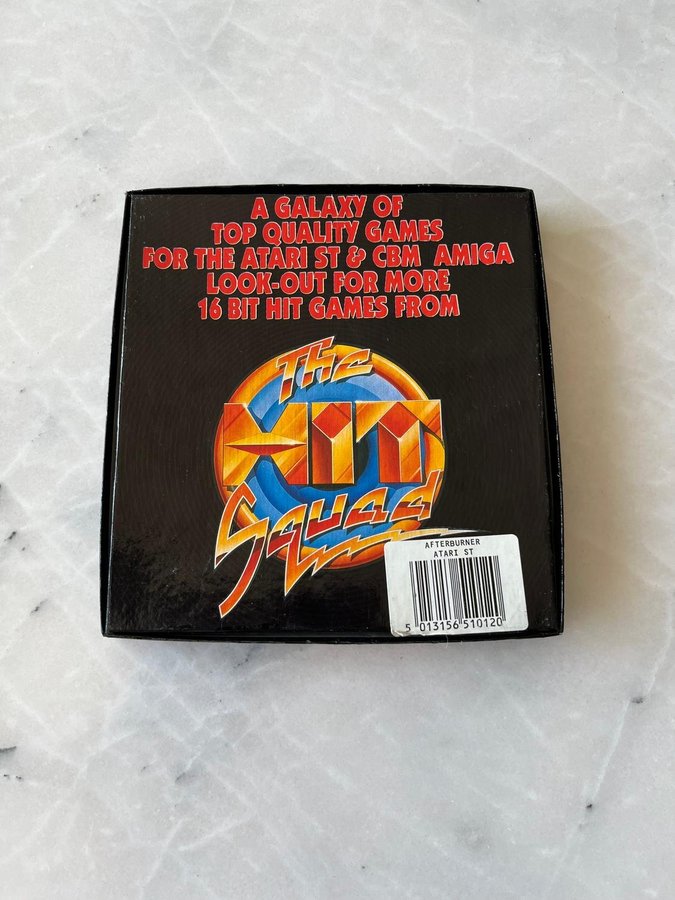 A GALAXY OF
TOP QUALITY GAMES
FOR THE ATARI ST & CBM AMIGA
LOOK-OUT FOR MORE
16 BIT HIT GAMES FROM
The
HIT
Squad
AFTERBURNER
ATARI ST
5 013156 510120